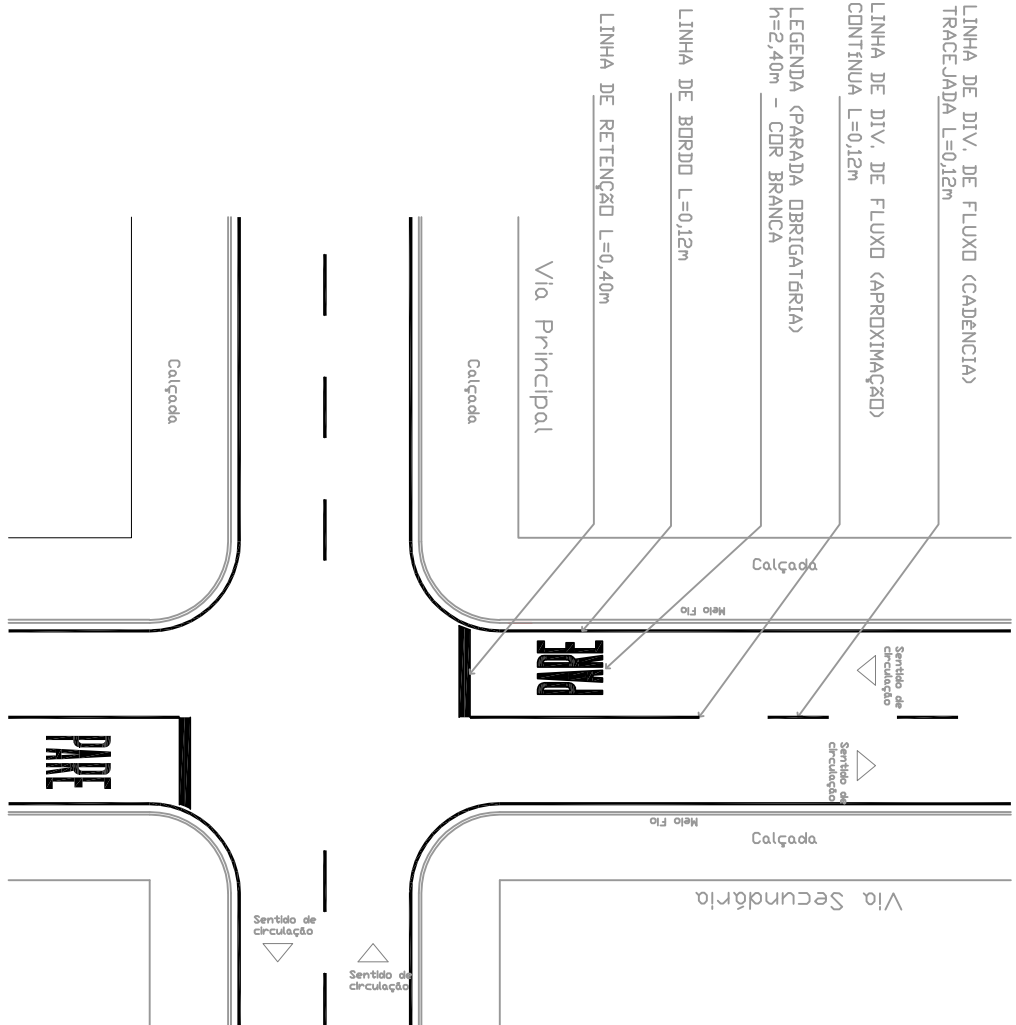 LINHA DE DIV. DE FLUXO (CADÊNCIA)
TRACEJADA L=0,12m
LINHA DE DIV. DE FLUXO (APROXIMAÇÃO)
CONTÍNUA L=0,12m
LEGENDA (PARADA OBRIGATÓRIA)
h=2,40m - COR BRANCA
LINHA DE BORDO L=0,12m
LINHA DE RETENÇÃO L=0,40m
Via Principal
Calçada
Calçada
Calçada
Meio Fio
PARE
Sentido de
circulação
Sentido de
circulação
PARE
Meio Fio
Calçada
Via Secundária
Sentido de
circulação
Sentido de
circulação